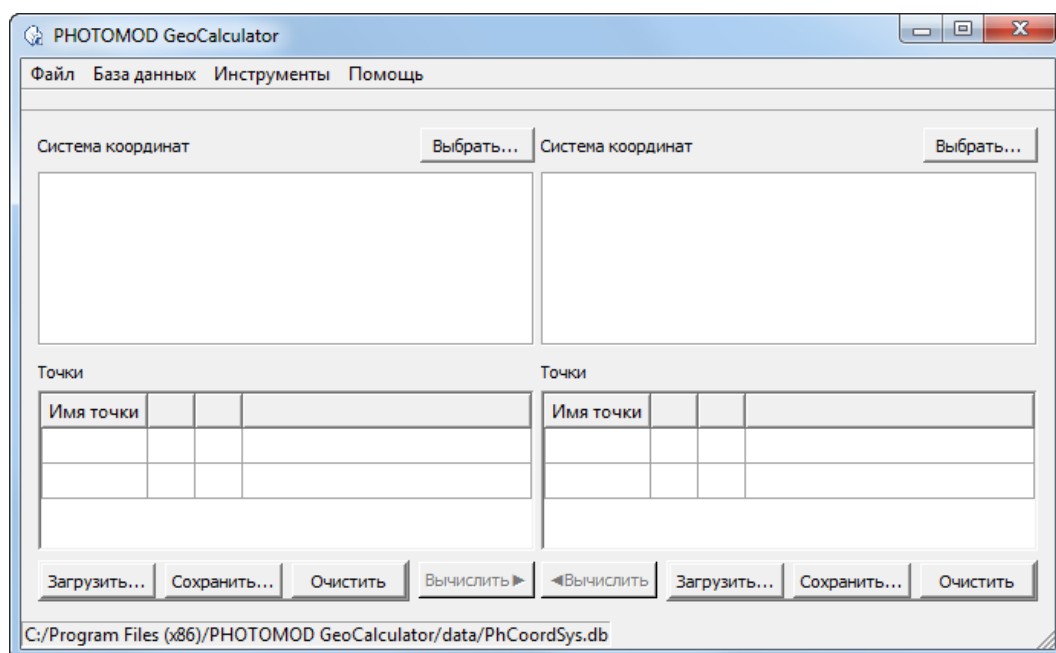 PHOTOMOD GeoCalculator
Файл База данных Инструменты Помощь
Система координат Выбрать... Система координат Выбрать...
Точки Точки
Имя точки Имя точки
Загрузить... Сохранить... Очистить Вычислить▶ ◀Вычислить Загрузить... Сохранить... Очистить
C:/Program Files (x86)/PHOTOMOD GeoCalculator/data/PhCoordSys.db